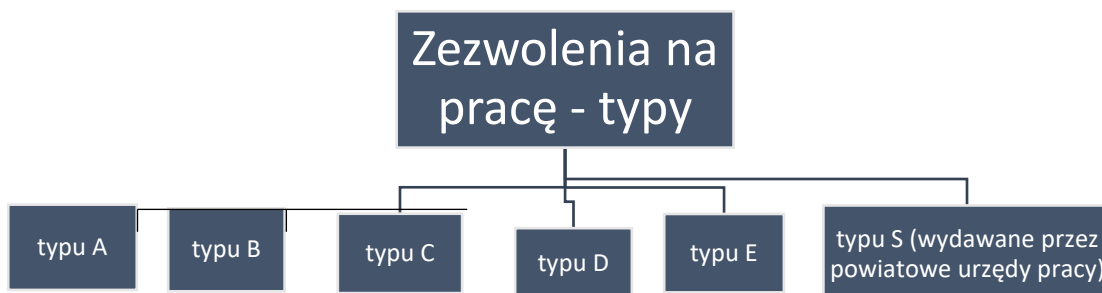 Zezwolenia na
pracę - typy
typu A
typu B
typu C
typu D
typu E
typu S (wydawane przez
powiatowe urzędy pracy)